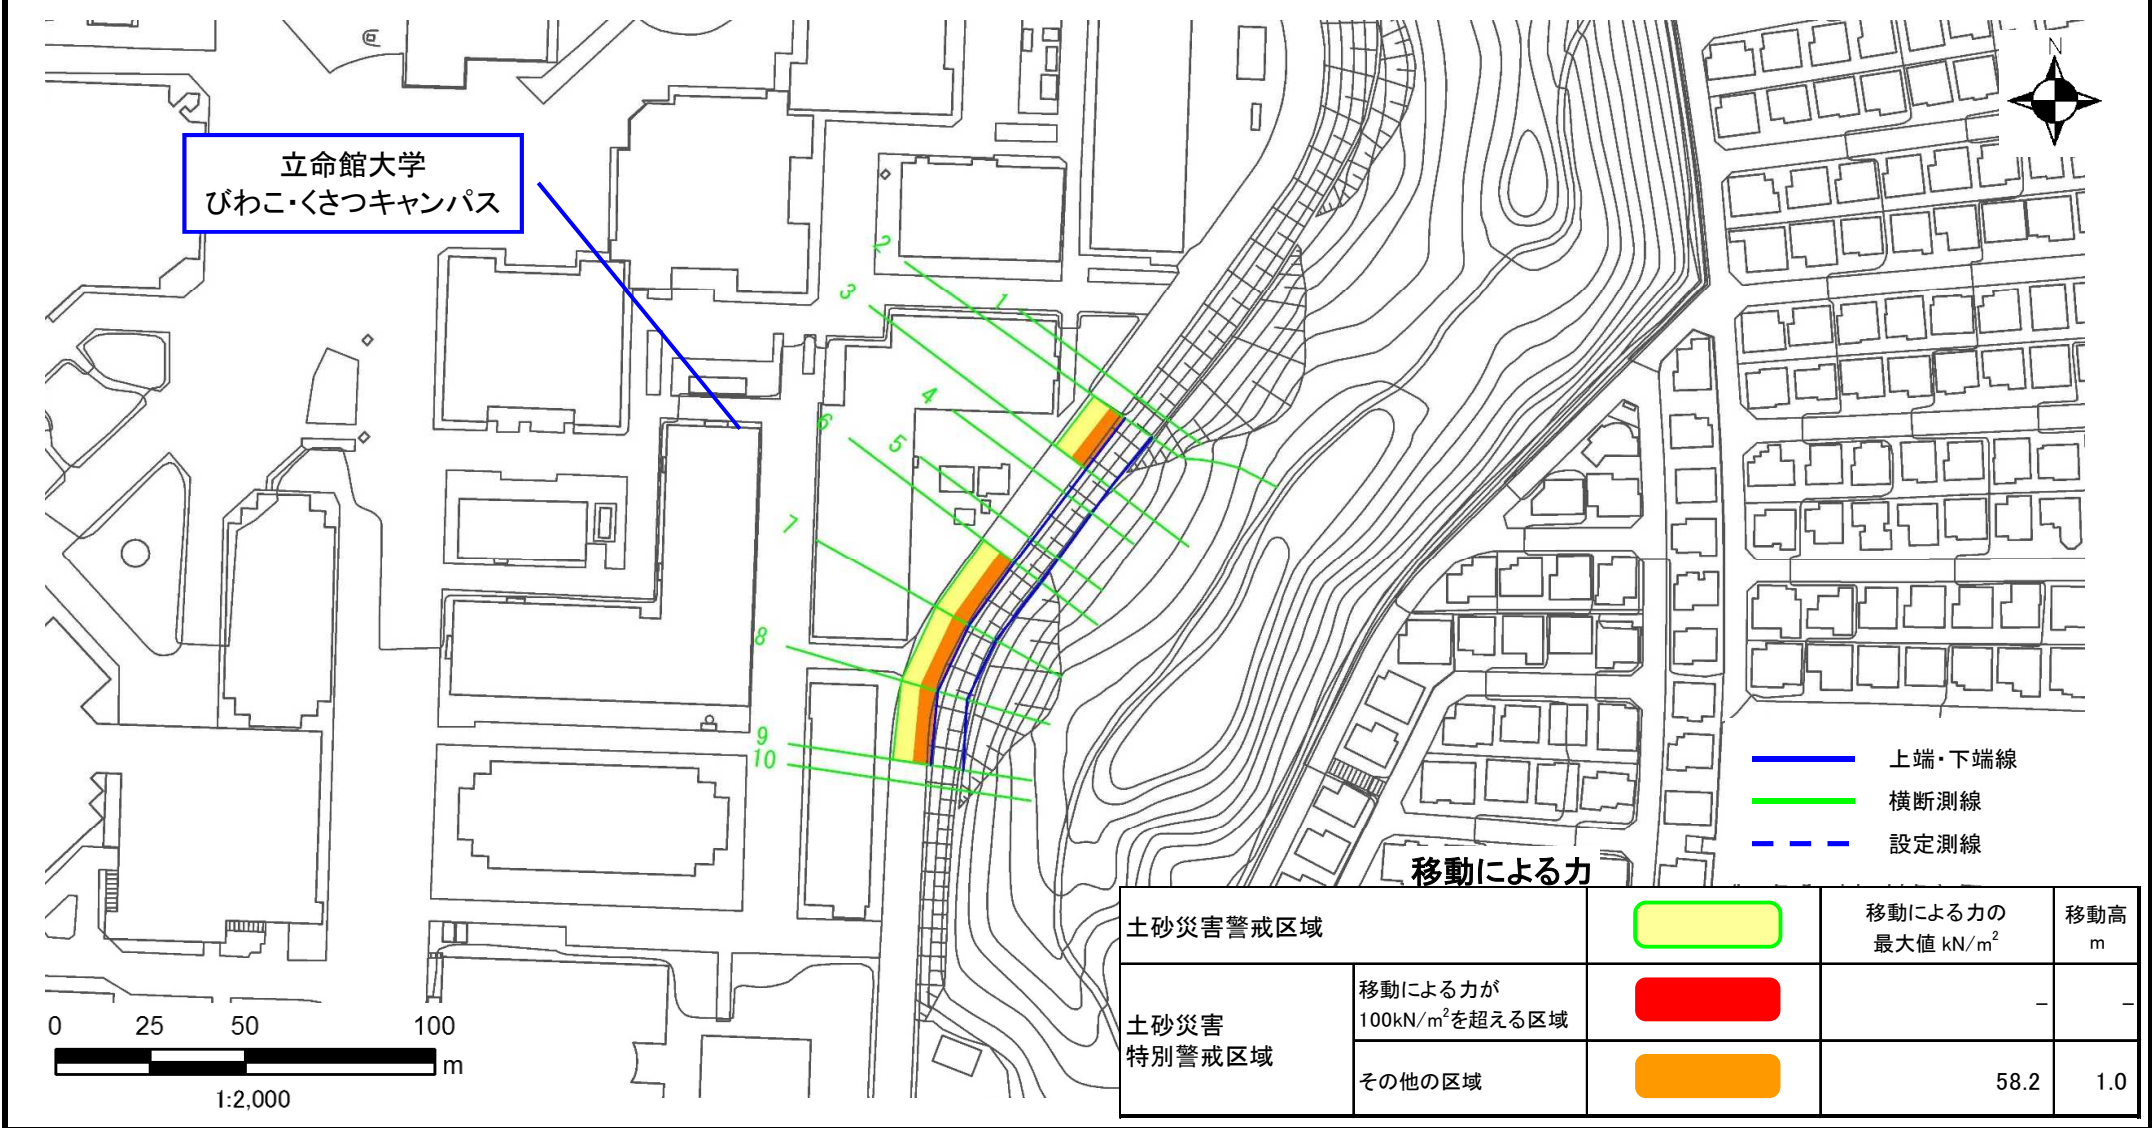 N
立命館大学
びわこ・くさつキャンパス
2
3
1
4
6
5
7
8
9
10
上端・下端線
横断測線
設定測線
移動による力
土砂災害警戒区域
移動による力の
最大値 kN/m²
移動高
m
土砂災害
特別警戒区域
移動による力が
100kN/m²を超える区域
-
-
その他の区域
58.2
1.0
0 25 50 100
m
1:2,000